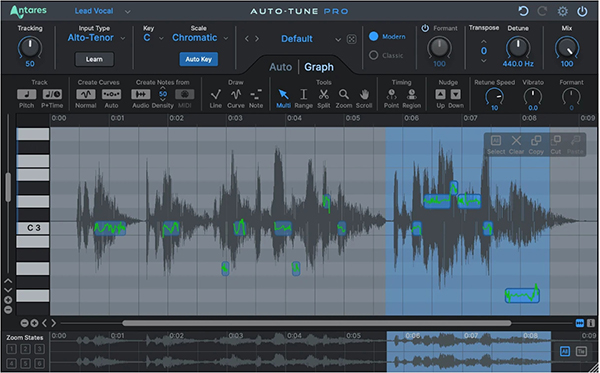 Antares Lead Vocal AUTO-TUNE PRO
Tracking Input Type Key Scale Modern Formant Transpose Detune Mix
Alto-Tenor C Chromatic Default Classic 0
50 Learn Auto Key 100 440.0 Hz 100
Auto Graph
Track Create Curves Create Notes from Draw Tools Timing Nudge Retune Speed Vibrato Formant
50
Pitch P+Time Normal Auto Audio Density MIDI Line Curve Note Multi Range Split Zoom Scroll Point Region Up Down 10 0.0 0
0:00 0:01 0:02 0:03 0:04 0:05 0:06 0:07 0:08 0:09
Select Clear Copy Cut Paste
C 3
Zoom States 0:00 0:01 0:02 0:03 0:04 0:05 0:06 0:07 0:08
1 2 3
4 5 6